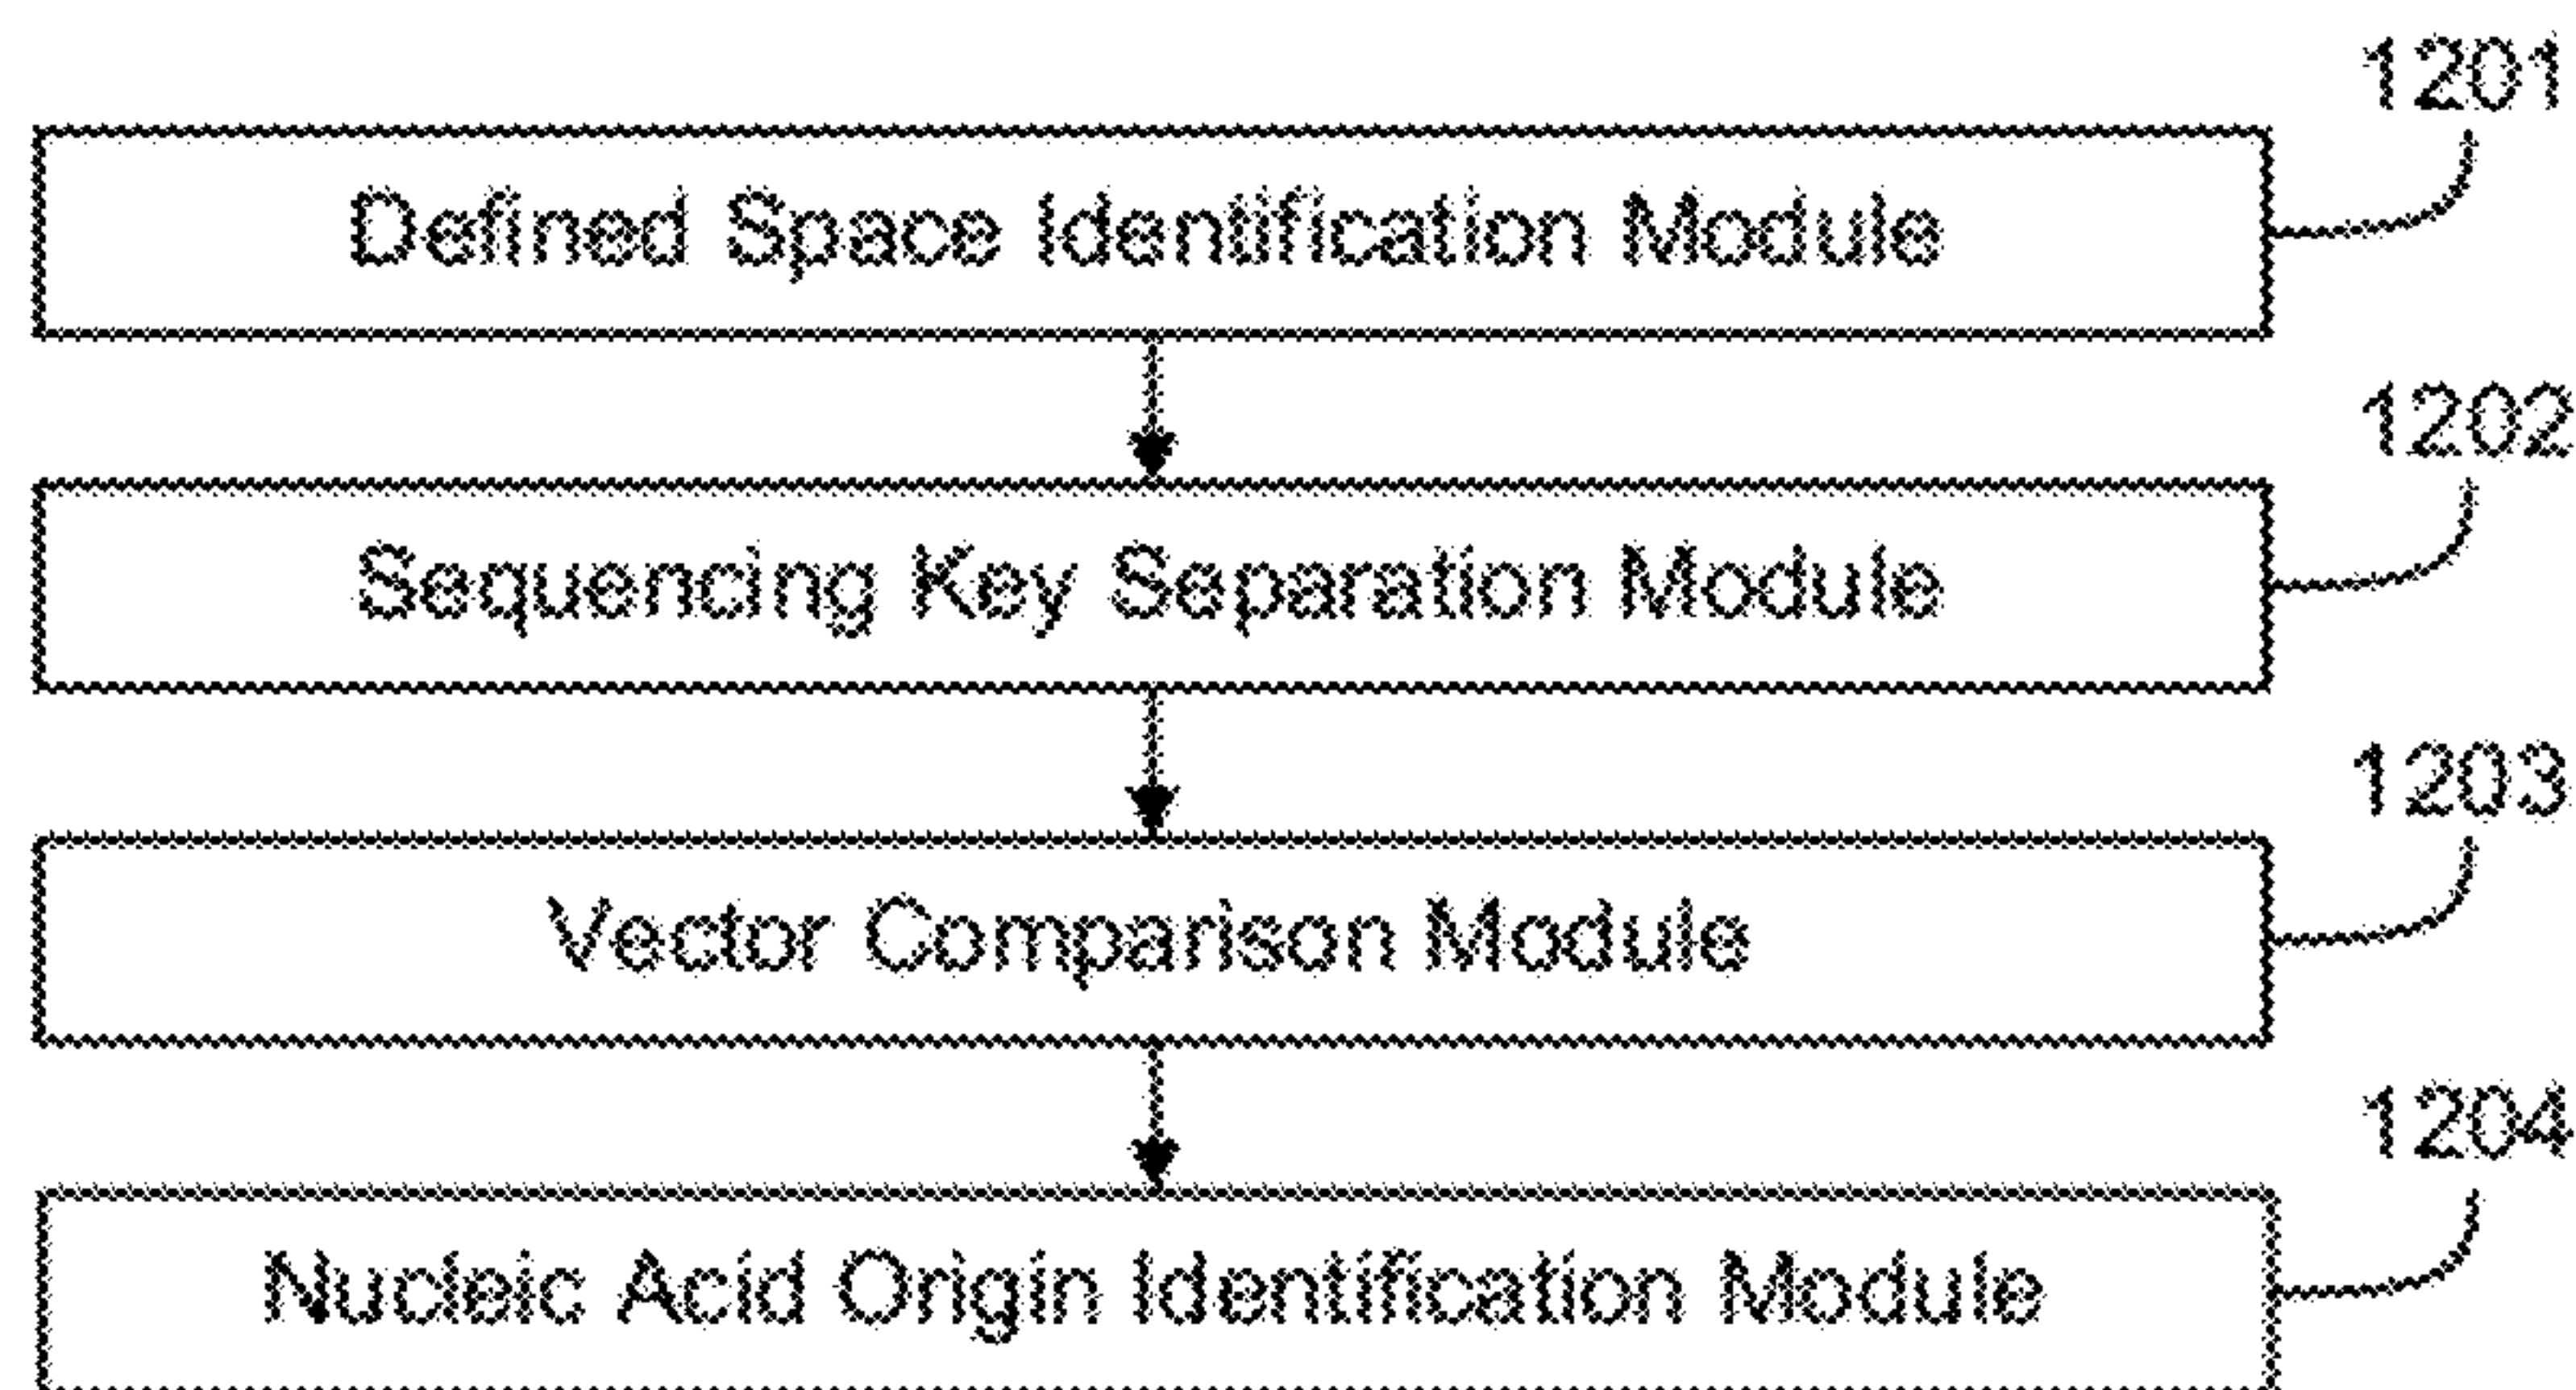 1201
Defined Space Identification Module
1202
Sequencing Key Separation Module
1203
Vector Comparison Module
1204
Nucleic Acid Origin Identification Module